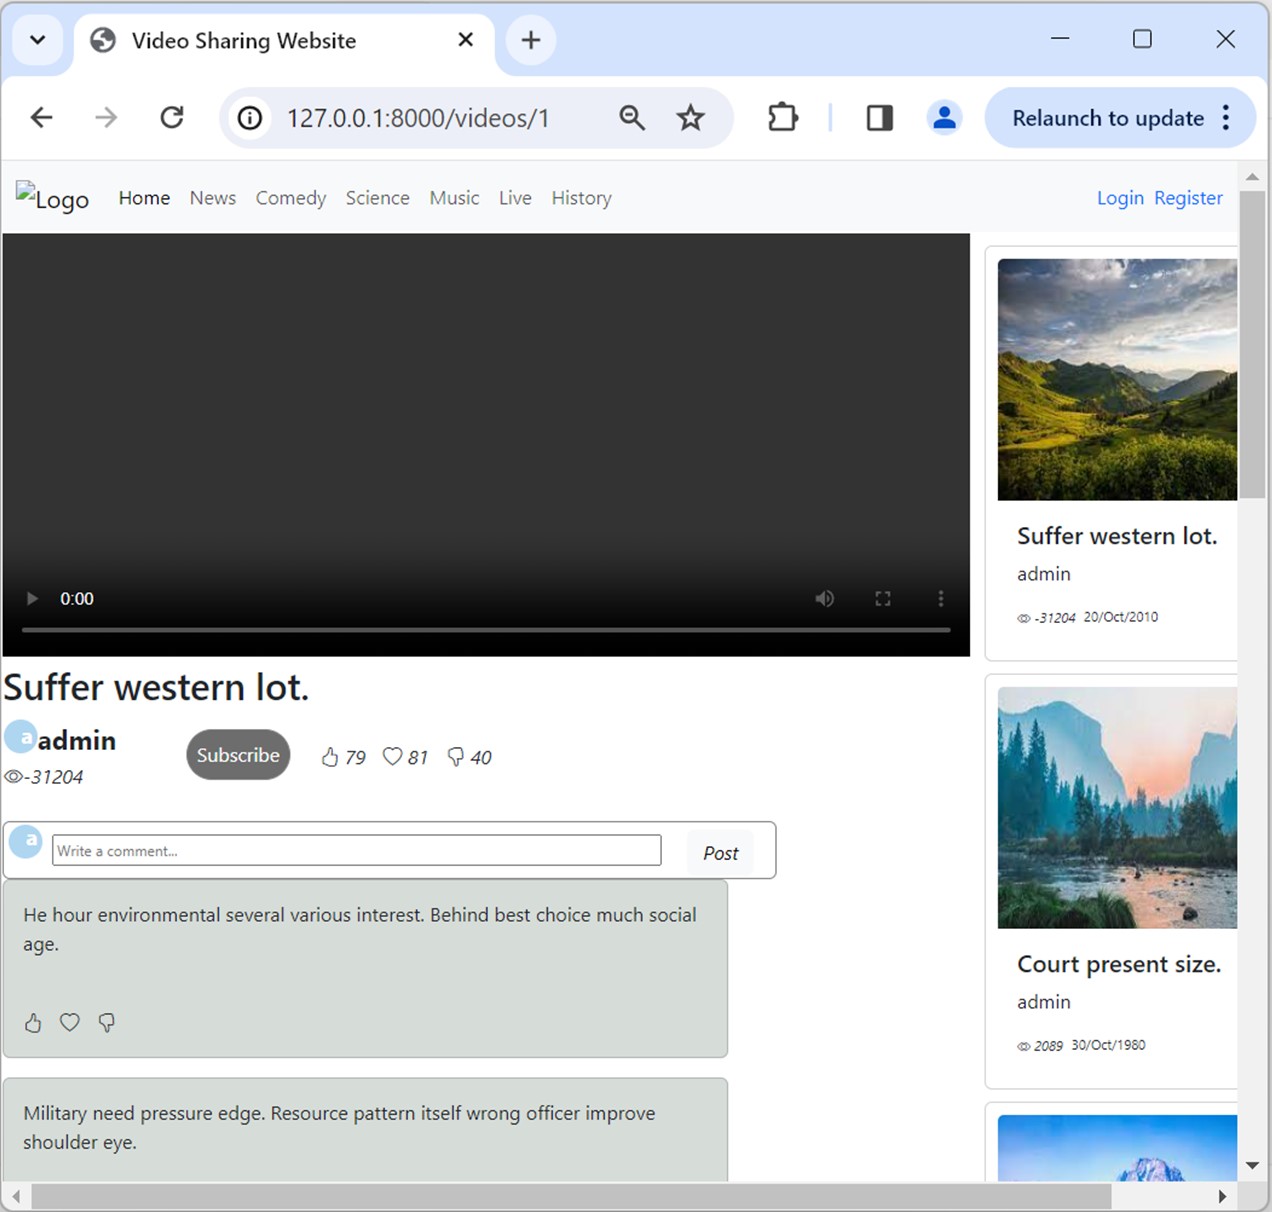 Video Sharing Website
127.0.0.1:8000/videos/1
Relaunch to update
Logo Home News Comedy Science Music Live History Login Register
0:00
Suffer western lot.
a admin
Subscribe
79 81 40
-31204
a Write a comment... Post
He hour environmental several various interest. Behind best choice much social
age.
Military need pressure edge. Resource pattern itself wrong officer improve
shoulder eye.
Suffer western lot.
admin
-31204 20/Oct/2010
Court present size.
admin
2089 30/Oct/1980